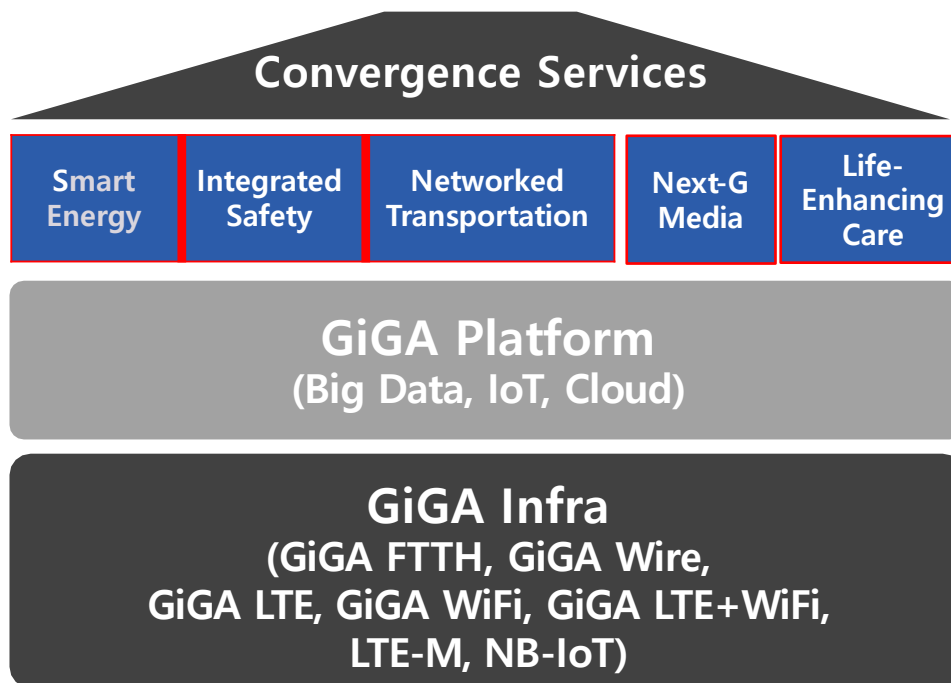 Convergence Services
Smart
Energy
Integrated
Safety
Networked
Transportation
Next-G
Media
Life-
Enhancing
Care
GiGA Platform
(Big Data, IoT, Cloud)
GiGA Infra
(GiGA FTTH, GiGA Wire,
GiGA LTE, GiGA WiFi, GiGA LTE+WiFi,
LTE-M, NB-IoT)